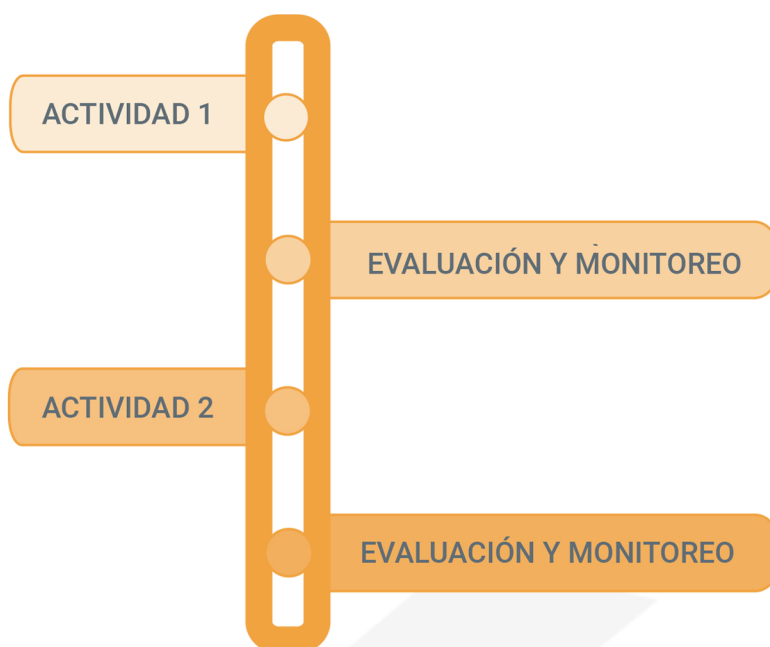 ACTIVIDAD 1
EVALUACIÓN Y MONITOREO
ACTIVIDAD 2
EVALUACIÓN Y MONITOREO